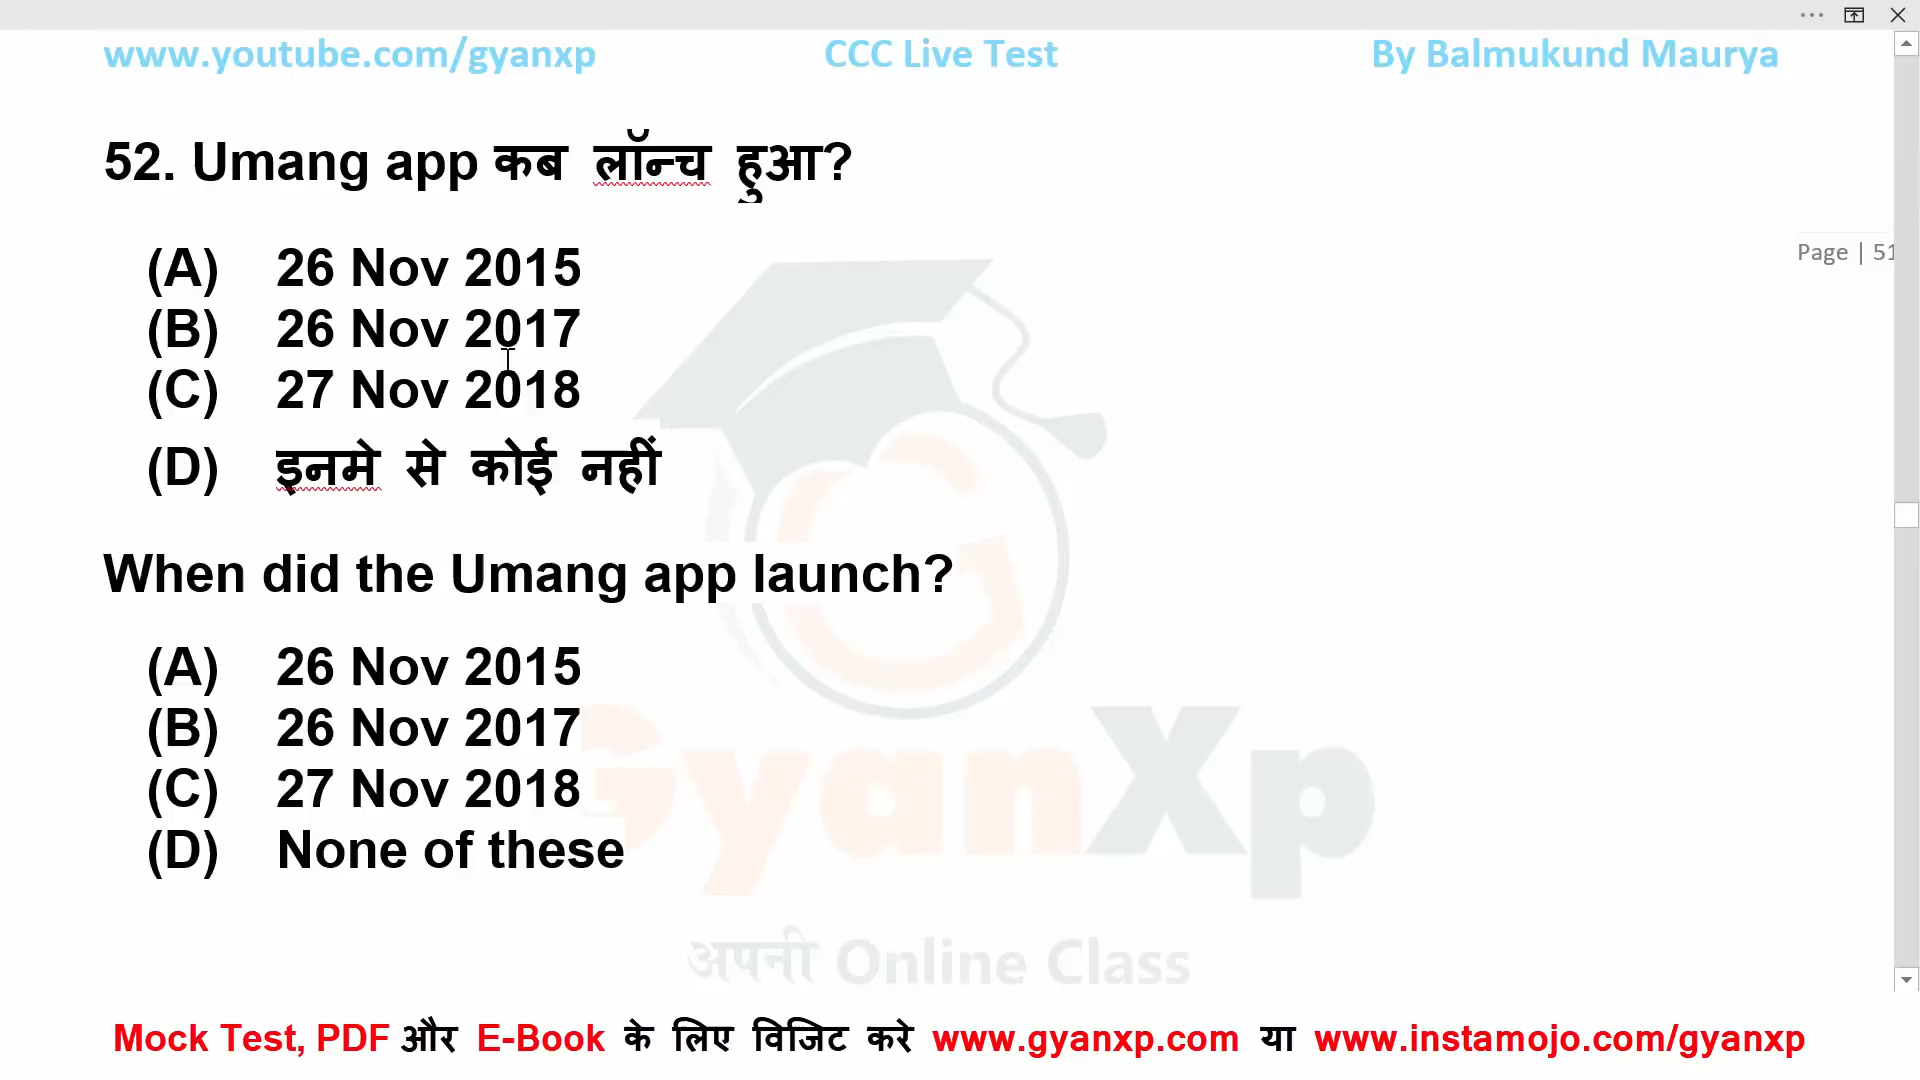 www.youtube.com/gyanxp CCC Live Test By Balmukund Maurya
52. Umang app कब लॉन्च हुआ?
Page | 51
(A) 26 Nov 2015
(B) 26 Nov 2017
(C) 27 Nov 2018
(D) इनमे से कोई नहीं
When did the Umang app launch?
(A) 26 Nov 2015
(B) 26 Nov 2017
(C) 27 Nov 2018
(D) None of these
GyanXp
अपनी Online Class
Mock Test, PDF और E-Book के लिए विजिट करे www.gyanxp.com या www.instamojo.com/gyanxp